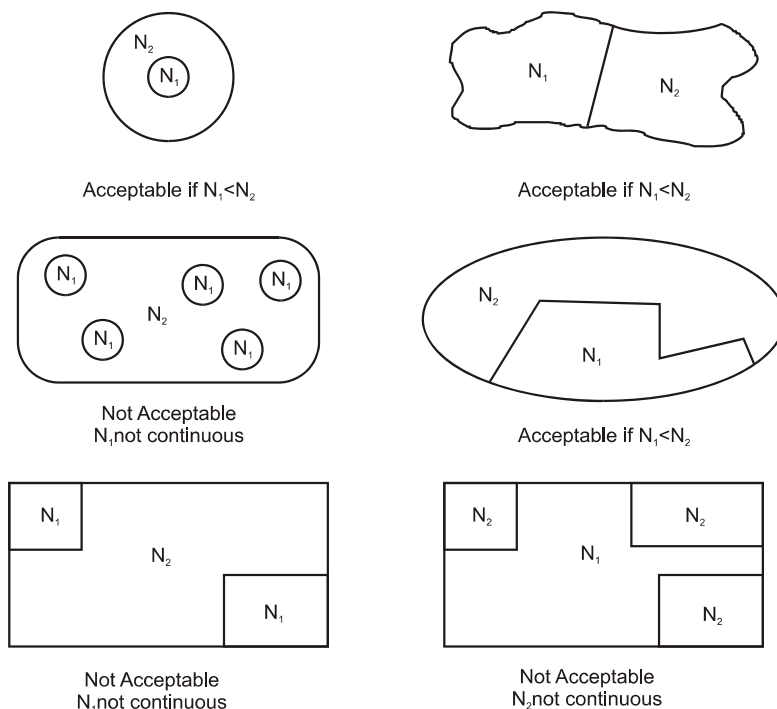 N₂
N₁
Acceptable if N₁<N₂
N₁
N₂
Acceptable if N₁<N₂
N₁
N₁
N₁
N₂
N₁
N₁
Not Acceptable
N₁not continuous
N₂
N₁
Acceptable if N₁<N₂
N₁
N₂
N₁
Not Acceptable
N₁not continuous
N₂
N₂
N₁
N₂
Not Acceptable
N₂not continuous